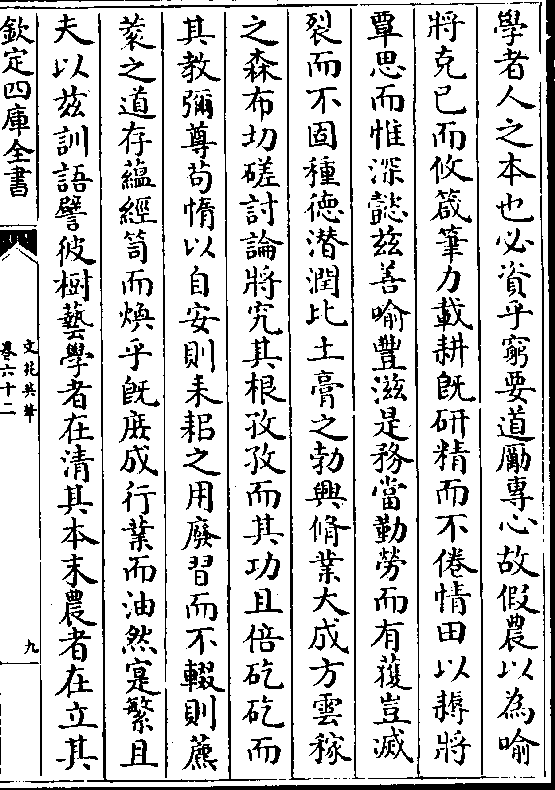 學者人之本也必資乎窮要道勵專心故假農以為喻
將克已而攸箴筆力載耕既研精而不倦情田以耨將
覃思而惟深懿兹善喻豐滋是務當勤勞而有獲豈滅
裂而不固種德潛潤比土膏之勃興脩業大成方雲稼
之森布切磋討論將究其根孜孜而其功且倍矻矻而
其教彌尊茍惰以自安則耒耜之用廢習而不輟則藨
蔉之道存蘊經笥而煥乎既庶成行業而油然寔繁且
夫以兹訓語譬彼樹藝學者在清其本末農者在立其
欽定四庫全書
文苑英華
卷六十二
九